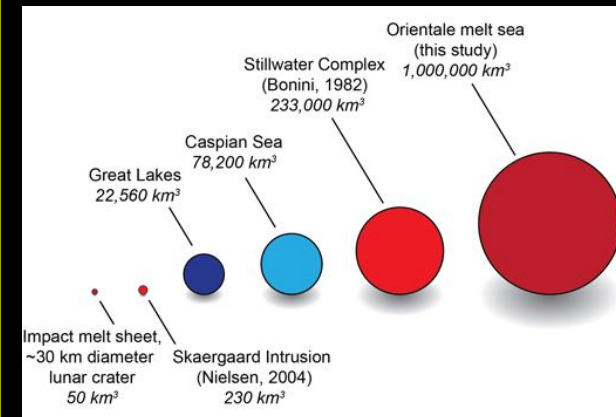 Orientale melt sea
(this study)
1,000,000 km³
Stillwater Complex
(Bonini, 1982)
233,000 km³
Caspian Sea
78,200 km³
Great Lakes
22,560 km³
Impact melt sheet,
~30 km diameter
lunar crater
50 km³
Skaergaard Intrusion
(Nielsen, 2004)
230 km³